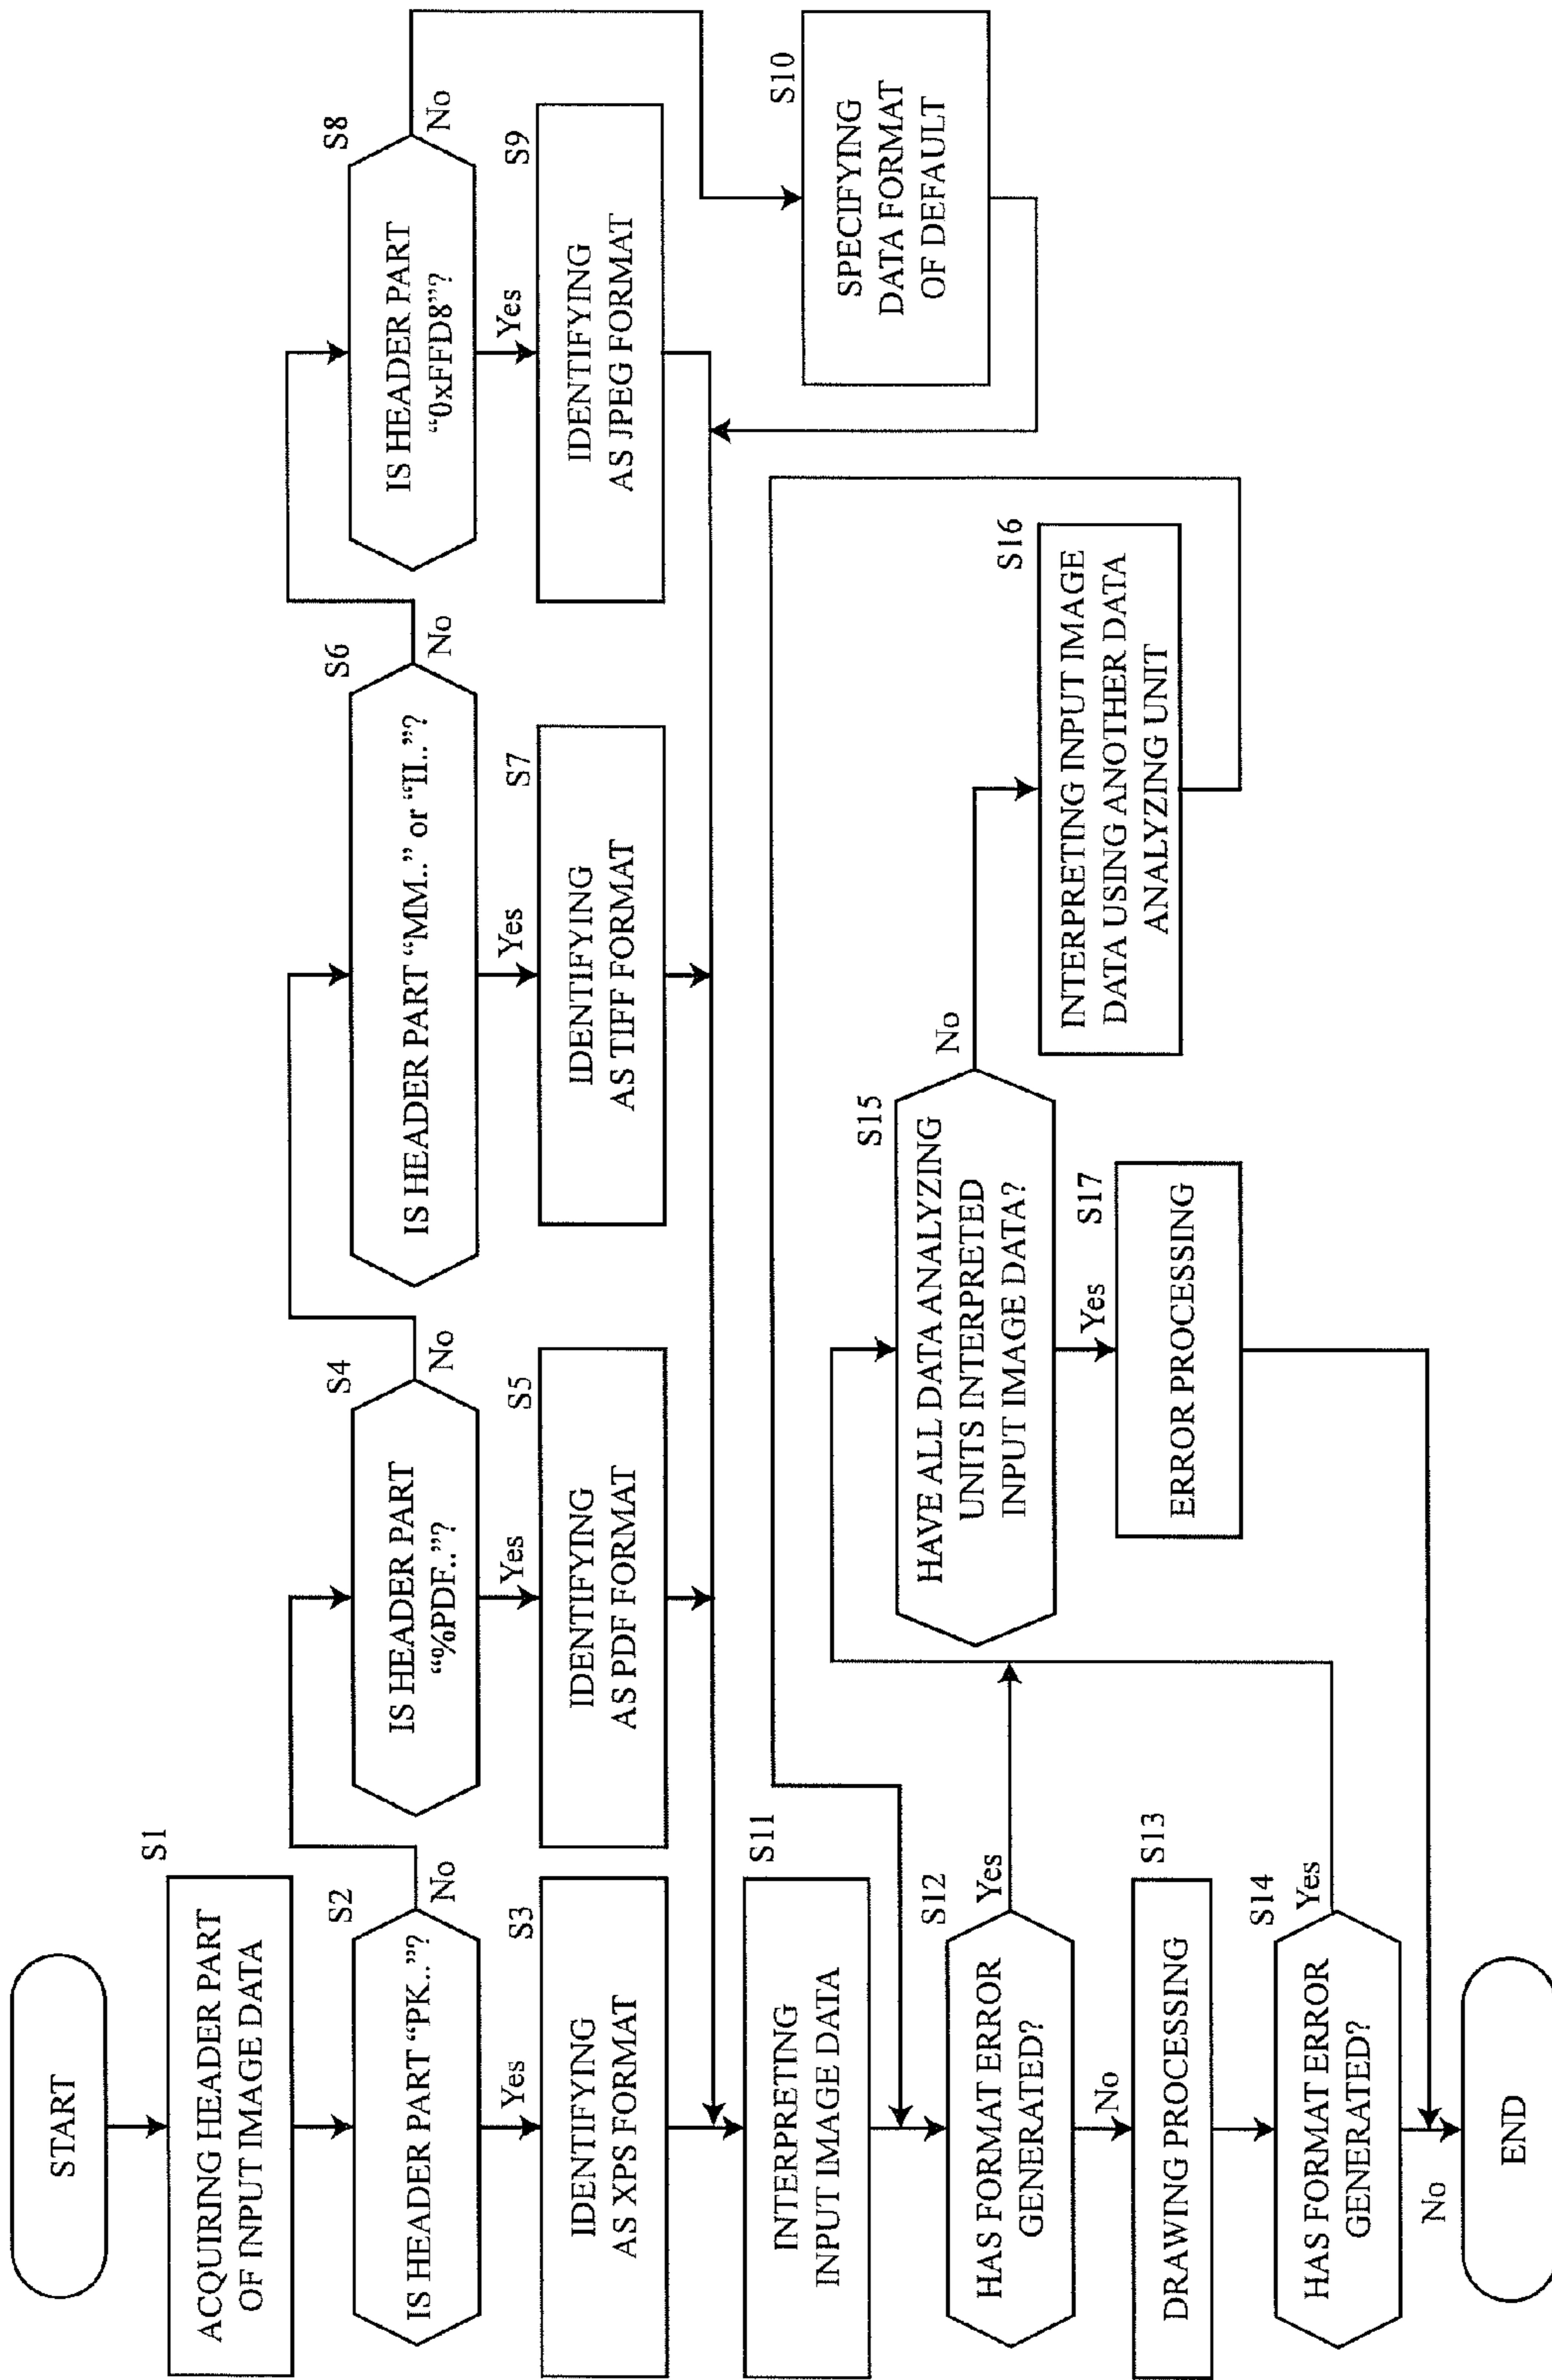 START
S1
ACQUIRING HEADER PART
OF INPUT IMAGE DATA
S2
IS HEADER PART “PK..”?
No
Yes
S3
IDENTIFYING
AS XPS FORMAT
S4
IS HEADER PART
“%PDF..”?
No
Yes
S5
IDENTIFYING
AS PDF FORMAT
S6
IS HEADER PART “MM..” or “II..”?
No
Yes
S7
IDENTIFYING
AS TIFF FORMAT
S8
IS HEADER PART
“0xFFD8”?
No
Yes
S9
IDENTIFYING
AS JPEG FORMAT
S10
SPECIFYING
DATA FORMAT
OF DEFAULT
S11
INTERPRETING
INPUT IMAGE DATA
S12
HAS FORMAT ERROR
GENERATED?
Yes
No
S13
DRAWING PROCESSING
S14
HAS FORMAT ERROR
GENERATED?
Yes
No
S15
HAVE ALL DATA ANALYZING
UNITS INTERPRETED
INPUT IMAGE DATA?
No
Yes
S16
INTERPRETING INPUT IMAGE
DATA USING ANOTHER DATA
ANALYZING UNIT
S17
ERROR PROCESSING
END